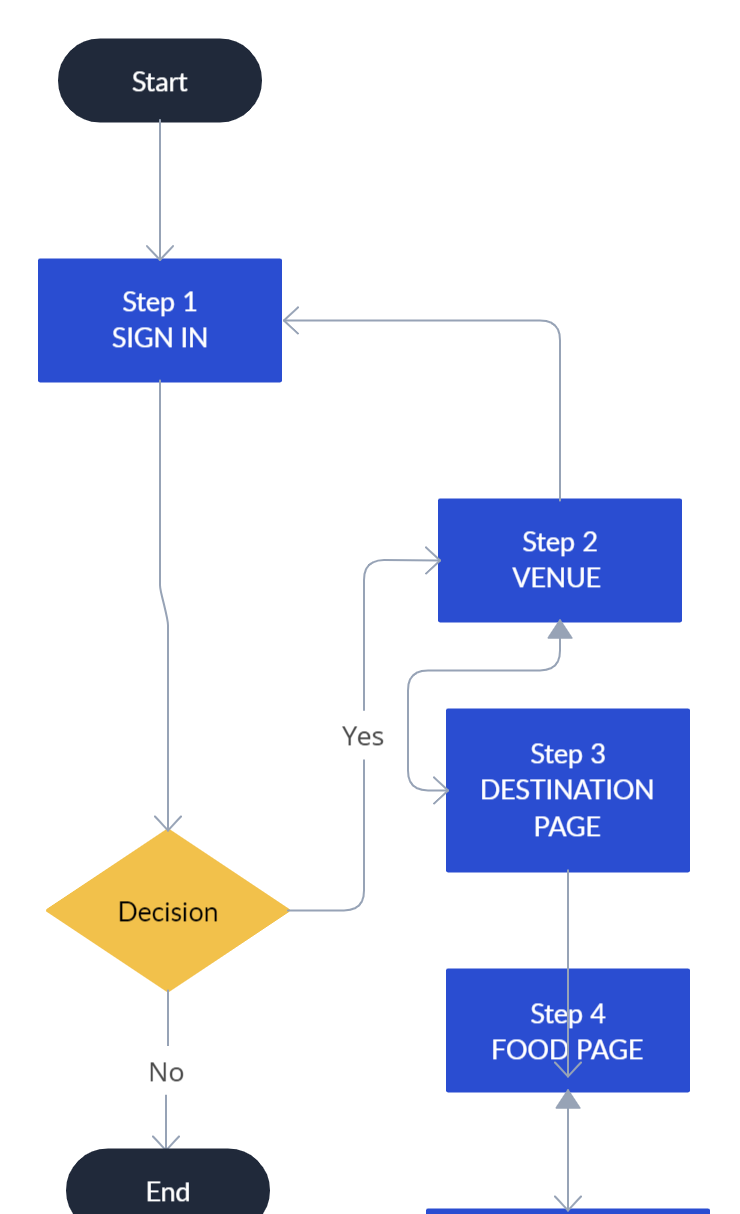 Start
Step 1
SIGN IN
Step 2
VENUE
Yes
Step 3
DESTINATION
PAGE
Decision
Step 4
FOOD PAGE
No
End